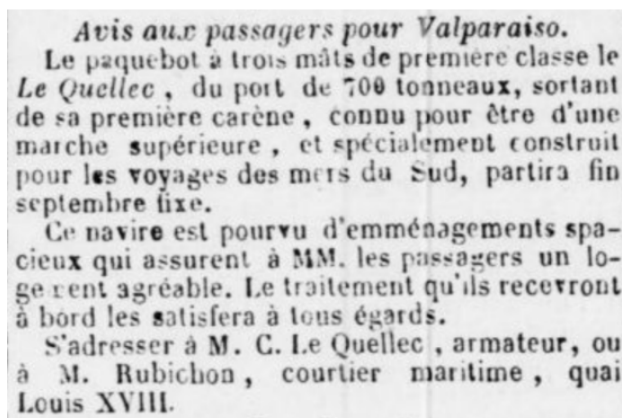 Avis aux passagers pour Valparaiso.
Le paquebot à trois mâts de première classe le
Le Quellec, du port de 700 tonneaux, sortant
de sa première carène, connu pour être d'une
marche supérieure, et spécialement construit
pour les voyages des mers du Sud, partira fin
septembre fixe.
Ce navire est pourvu d'emménagements spa-
cieux qui assurent à MM. les passagers un lo-
gement agréable. Le traitement qu'ils recevront
à bord les satisfera à tous égards.
S'adresser à M. C. Le Quellec, armateur, ou
à M. Rubichon, courtier maritime, quai
Louis XVIII.